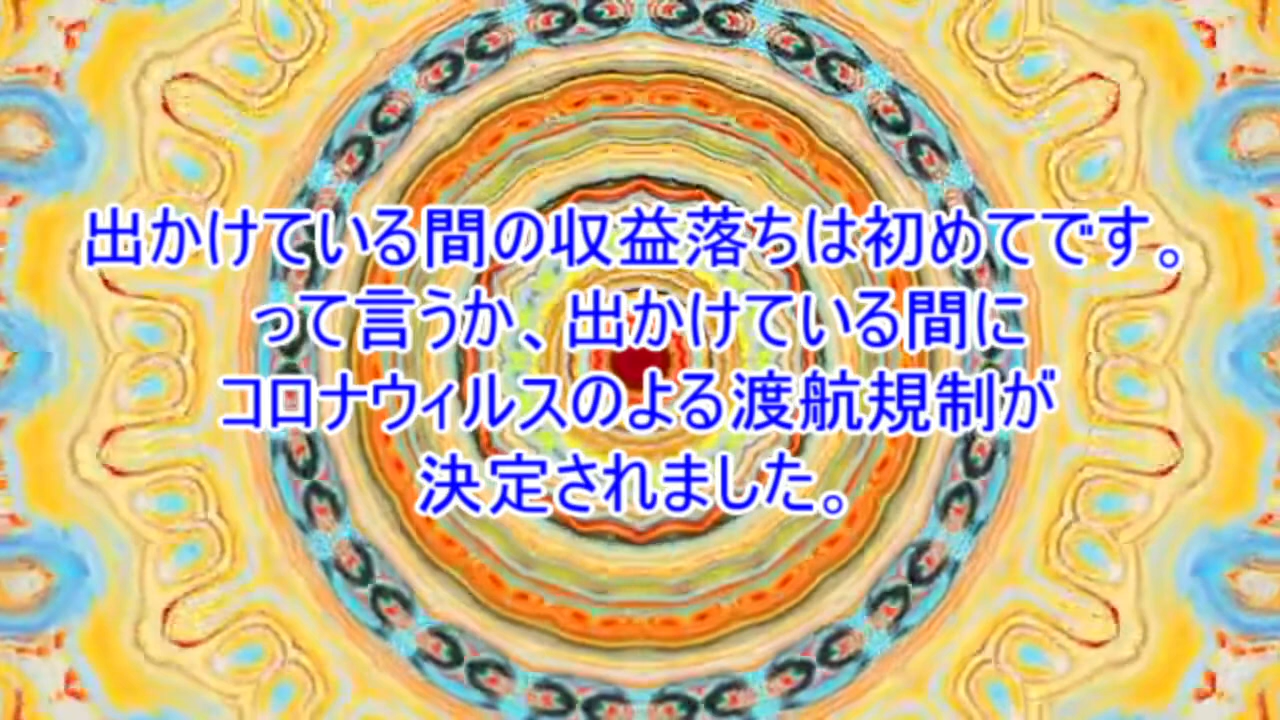 出かけている間の収益落ちは初めてです。
って言うか、出かけている間に
コロナウィルスのよる渡航規制が
決定されました。